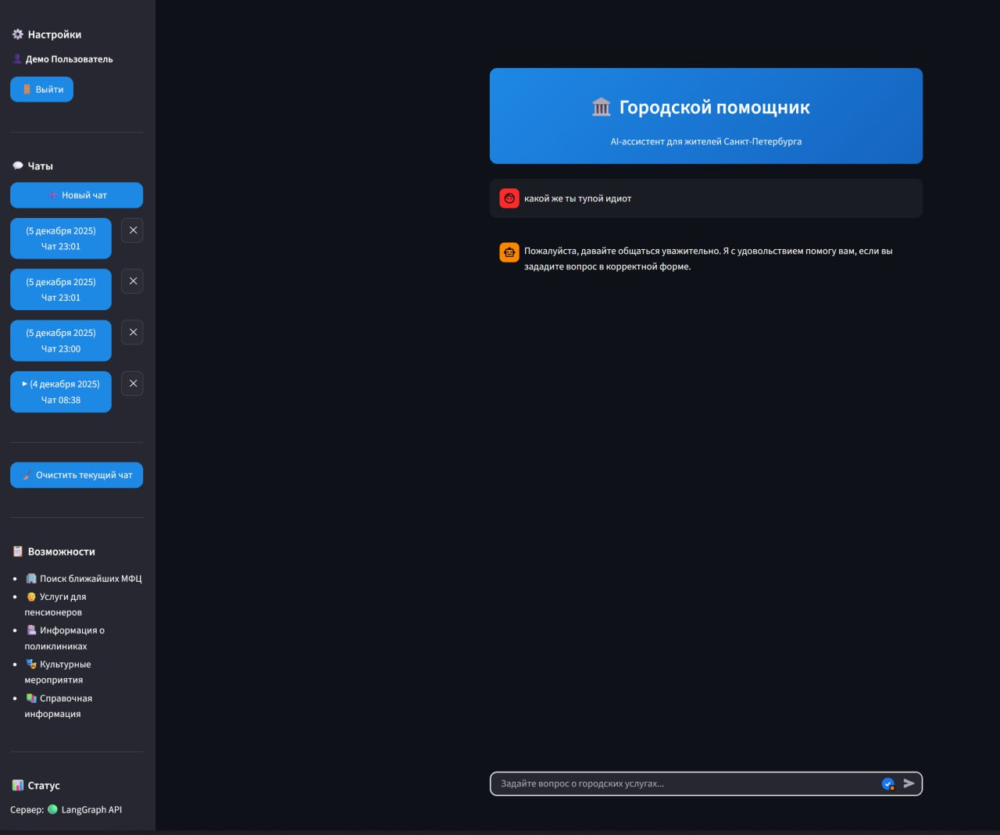 Настройки
Демо Пользователь
Выйти
Чаты
Новый чат
(5 декабря 2025)
Чат 23:01
(5 декабря 2025)
Чат 23:01
(5 декабря 2025)
Чат 23:00
(4 декабря 2025)
Чат 08:38
Очистить текущий чат
Возможности
Поиск ближайших МФЦ
Услуги для
пенсионеров
Информация о
поликлиниках
Культурные
мероприятия
Справочная
информация
Статус
Сервер: LangGraph API
Городской помощник
AI-ассистент для жителей Санкт-Петербурга
какой же ты тупой идиот
Пожалуйста, давайте общаться уважительно. Я с удовольствием помогу вам, если вы
зададите вопрос в корректной форме.
Задайте вопрос о городских услугах...